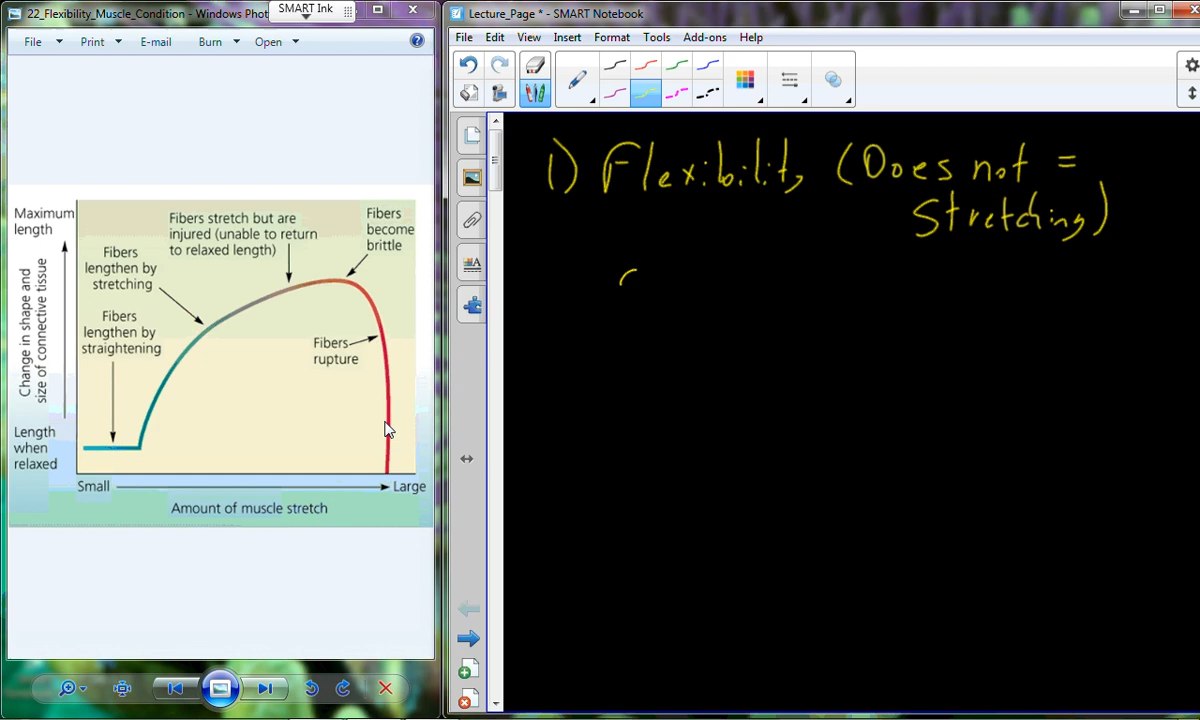 22_Flexibility_Muscle_Condition - Windows Phot
SMART Ink
File Print E-mail Burn Open
Maximum
length
Change in shape and
size of connective tissue
Length
when
relaxed
Fibers
lengthen by
straightening
Fibers
lengthen by
stretching
Fibers stretch but are
injured (unable to return
to relaxed length)
Fibers
become
brittle
Fibers
rupture
Small Large
Amount of muscle stretch
Lecture_Page * - SMART Notebook
File Edit View Insert Format Tools Add-ons Help
1) Flexibility (Does not =
Stretching)